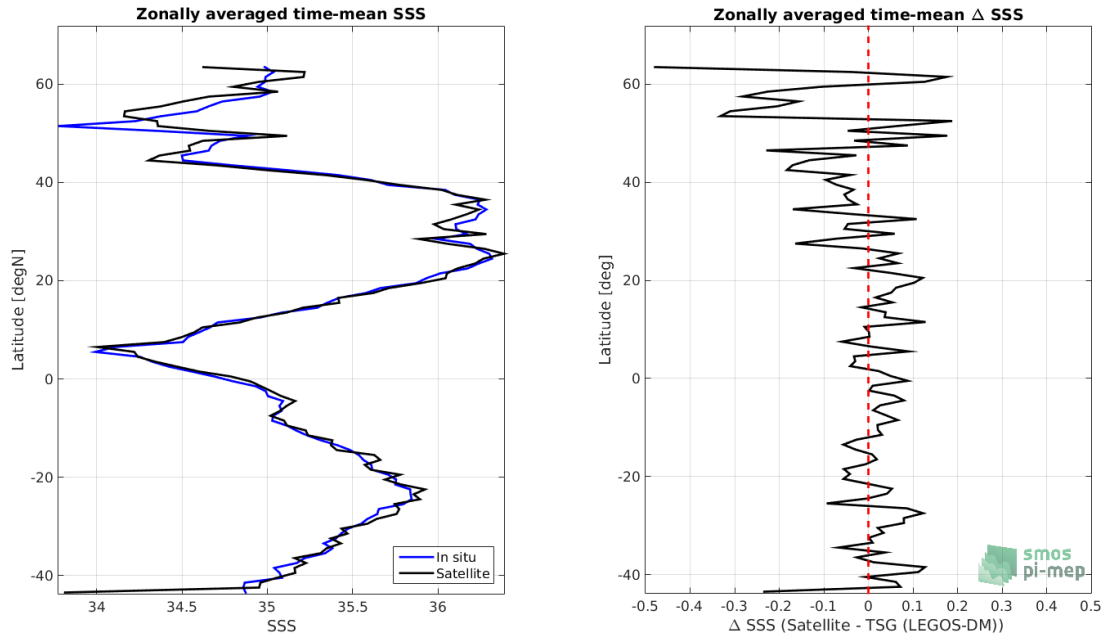 Zonally averaged time-mean SSS
60
40
20
0
-20
-40
Latitude [degN]
34
34.5
35
35.5
36
SSS
In situ
Satellite
Zonally averaged time-mean Δ SSS
60
40
20
0
-20
-40
Latitude [deg]
-0.5
-0.4
-0.3
-0.2
-0.1
0
0.1
0.2
0.3
0.4
0.5
Δ SSS (Satellite - TSG (LEGOS-DM))
smos
pi-mep